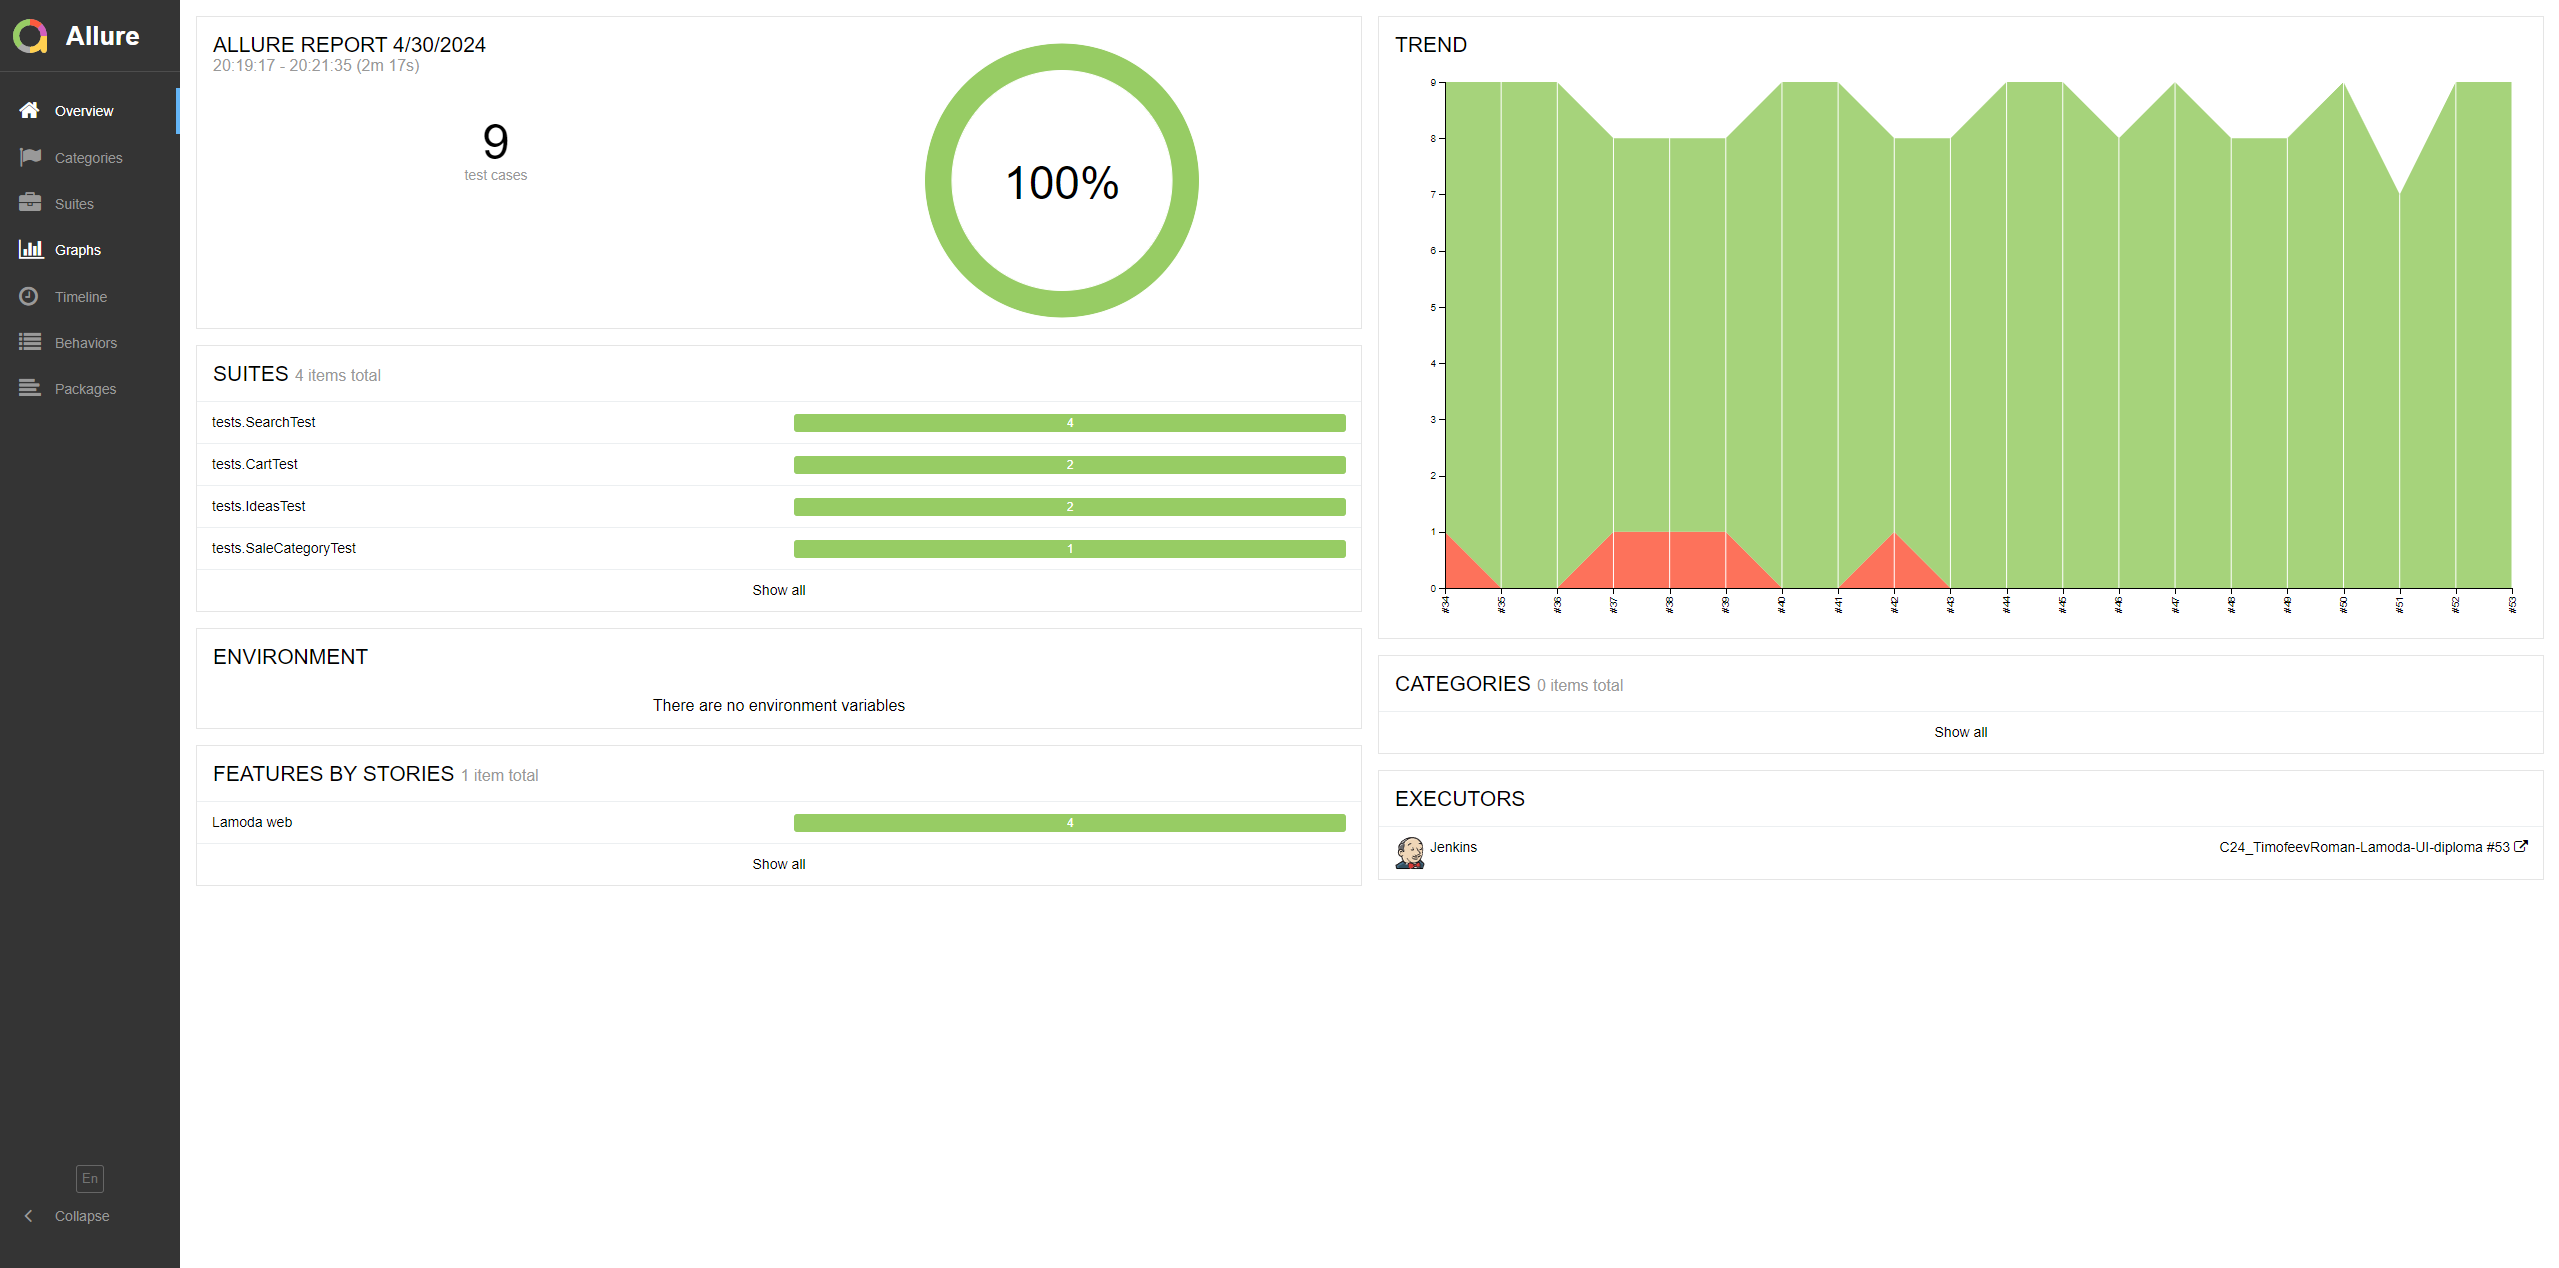 Allure
Overview
Categories
Suites
Graphs
Timeline
Behaviors
Packages
En
Collapse
ALLURE REPORT 4/30/2024
20:19:17 - 20:21:35 (2m 17s)
9
test cases
100%
SUITES 4 items total
tests.SearchTest 4
tests.CartTest 2
tests.IdeasTest 2
tests.SaleCategoryTest 1
Show all
ENVIRONMENT
There are no environment variables
FEATURES BY STORIES 1 item total
Lamoda web 4
Show all
TREND
9
8
7
6
5
4
3
2
1
0
#34 #35 #36 #37 #38 #39 #40 #41 #42 #43 #44 #45 #46 #47 #48 #49 #50 #51 #52 #53
CATEGORIES 0 items total
Show all
EXECUTORS
Jenkins C24_TimofeevRoman-Lamoda-UI-diploma #53